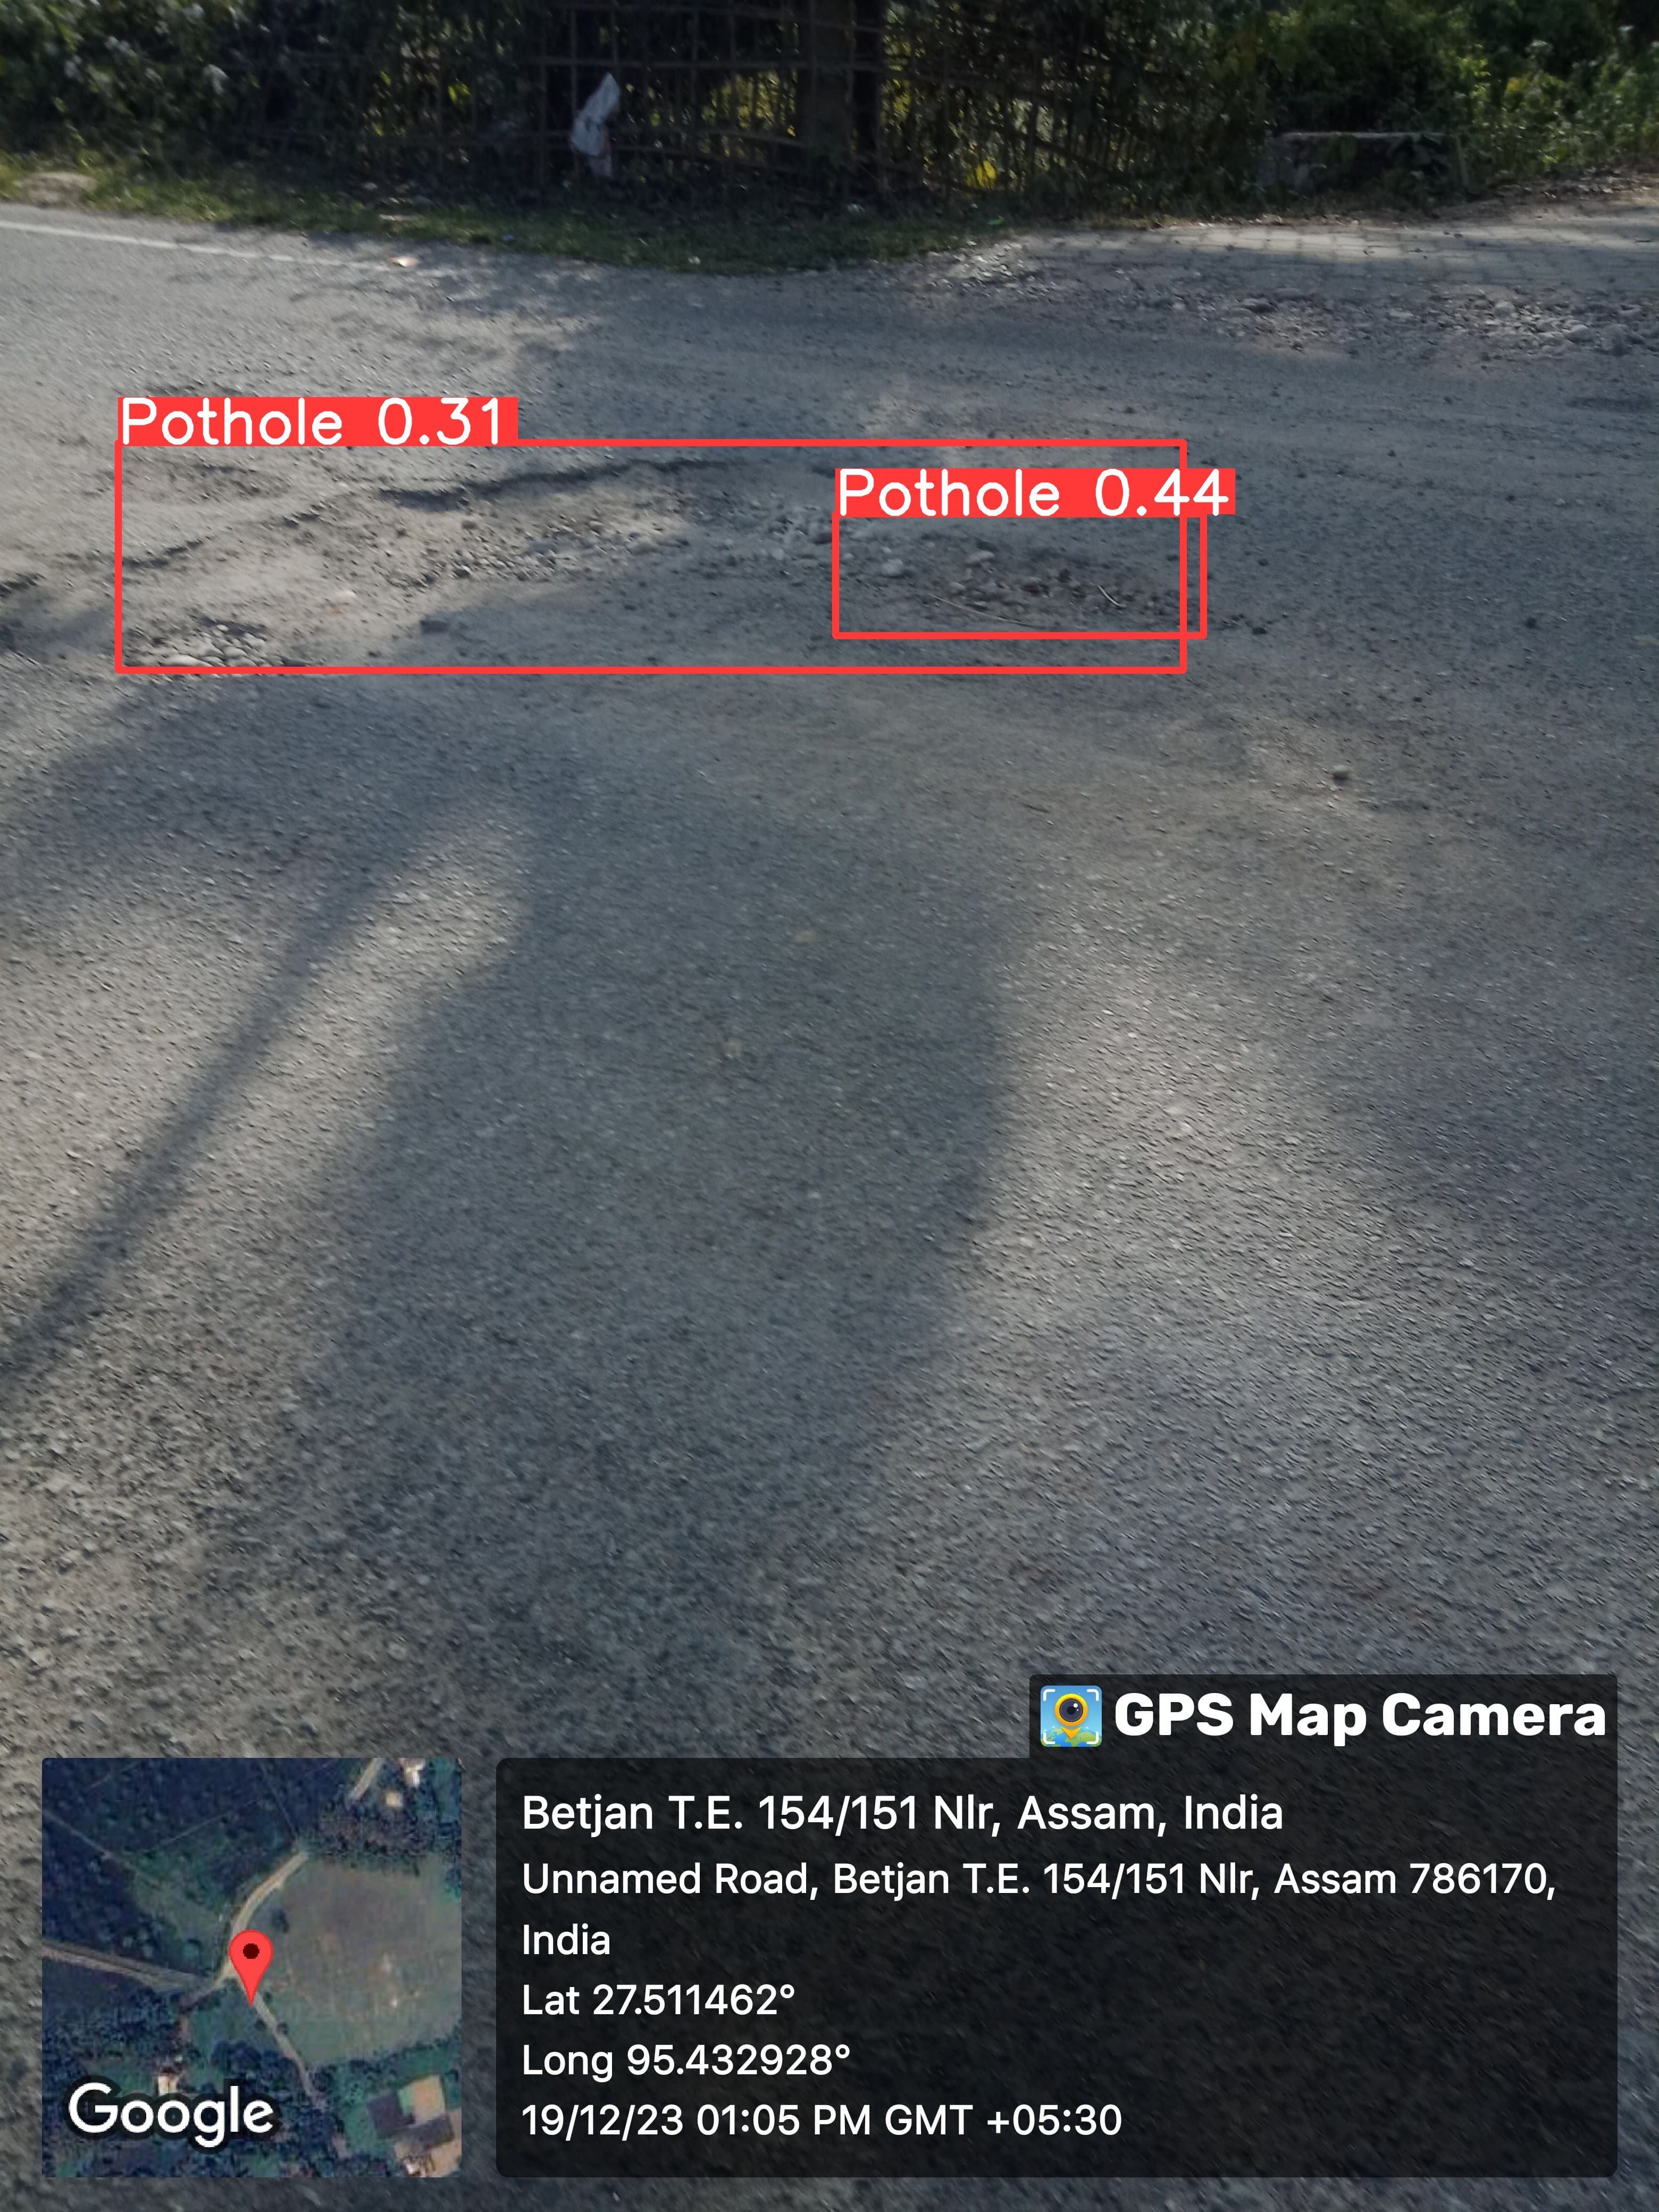 Pothole 0.31
Pothole 0.44
GPS Map Camera
Betjan T.E. 154/151 Nlr, Assam, India
Unnamed Road, Betjan T.E. 154/151 Nlr, Assam 786170,
India
Lat 27.511462°
Long 95.432928°
19/12/23 01:05 PM GMT +05:30
Google